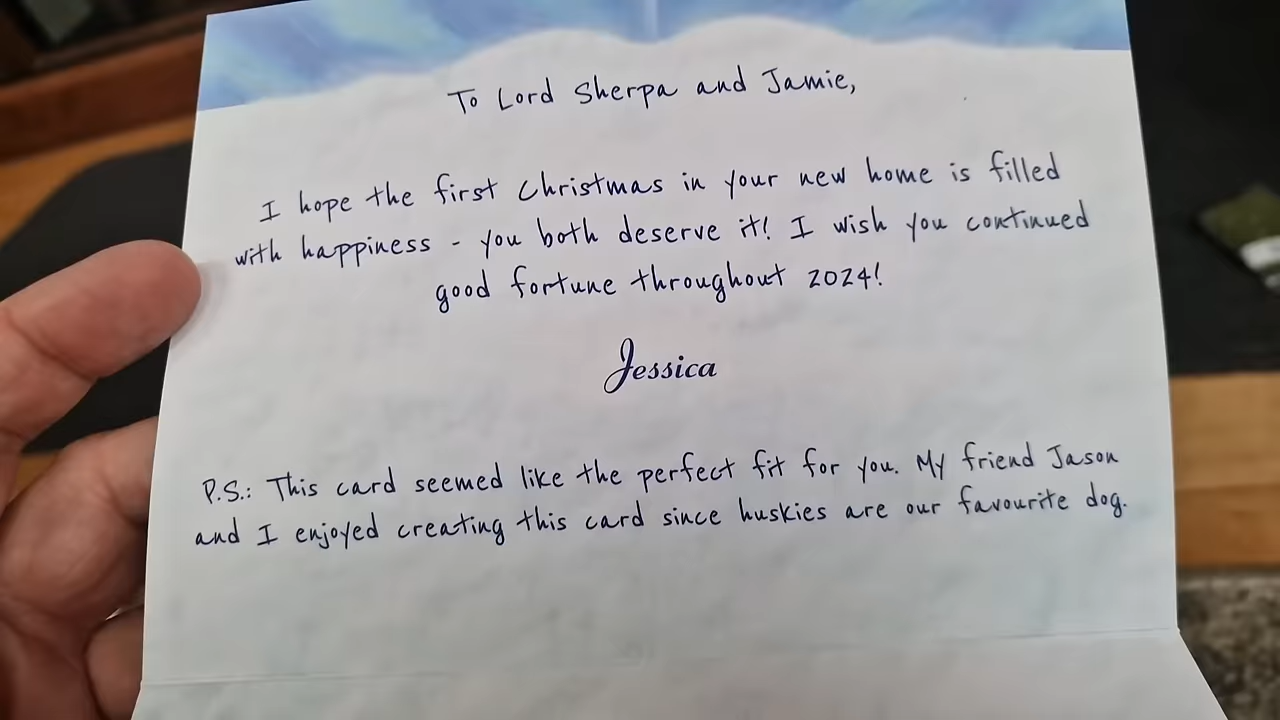 To Lord Sherpa and Jamie,
I hope the first Christmas in your new home is filled
with happiness - you both deserve it! I wish you continued
good fortune throughout 2024!
Jessica
P.S.: This card seemed like the perfect fit for you. My friend Jason
and I enjoyed creating this card since huskies are our favourite dog.